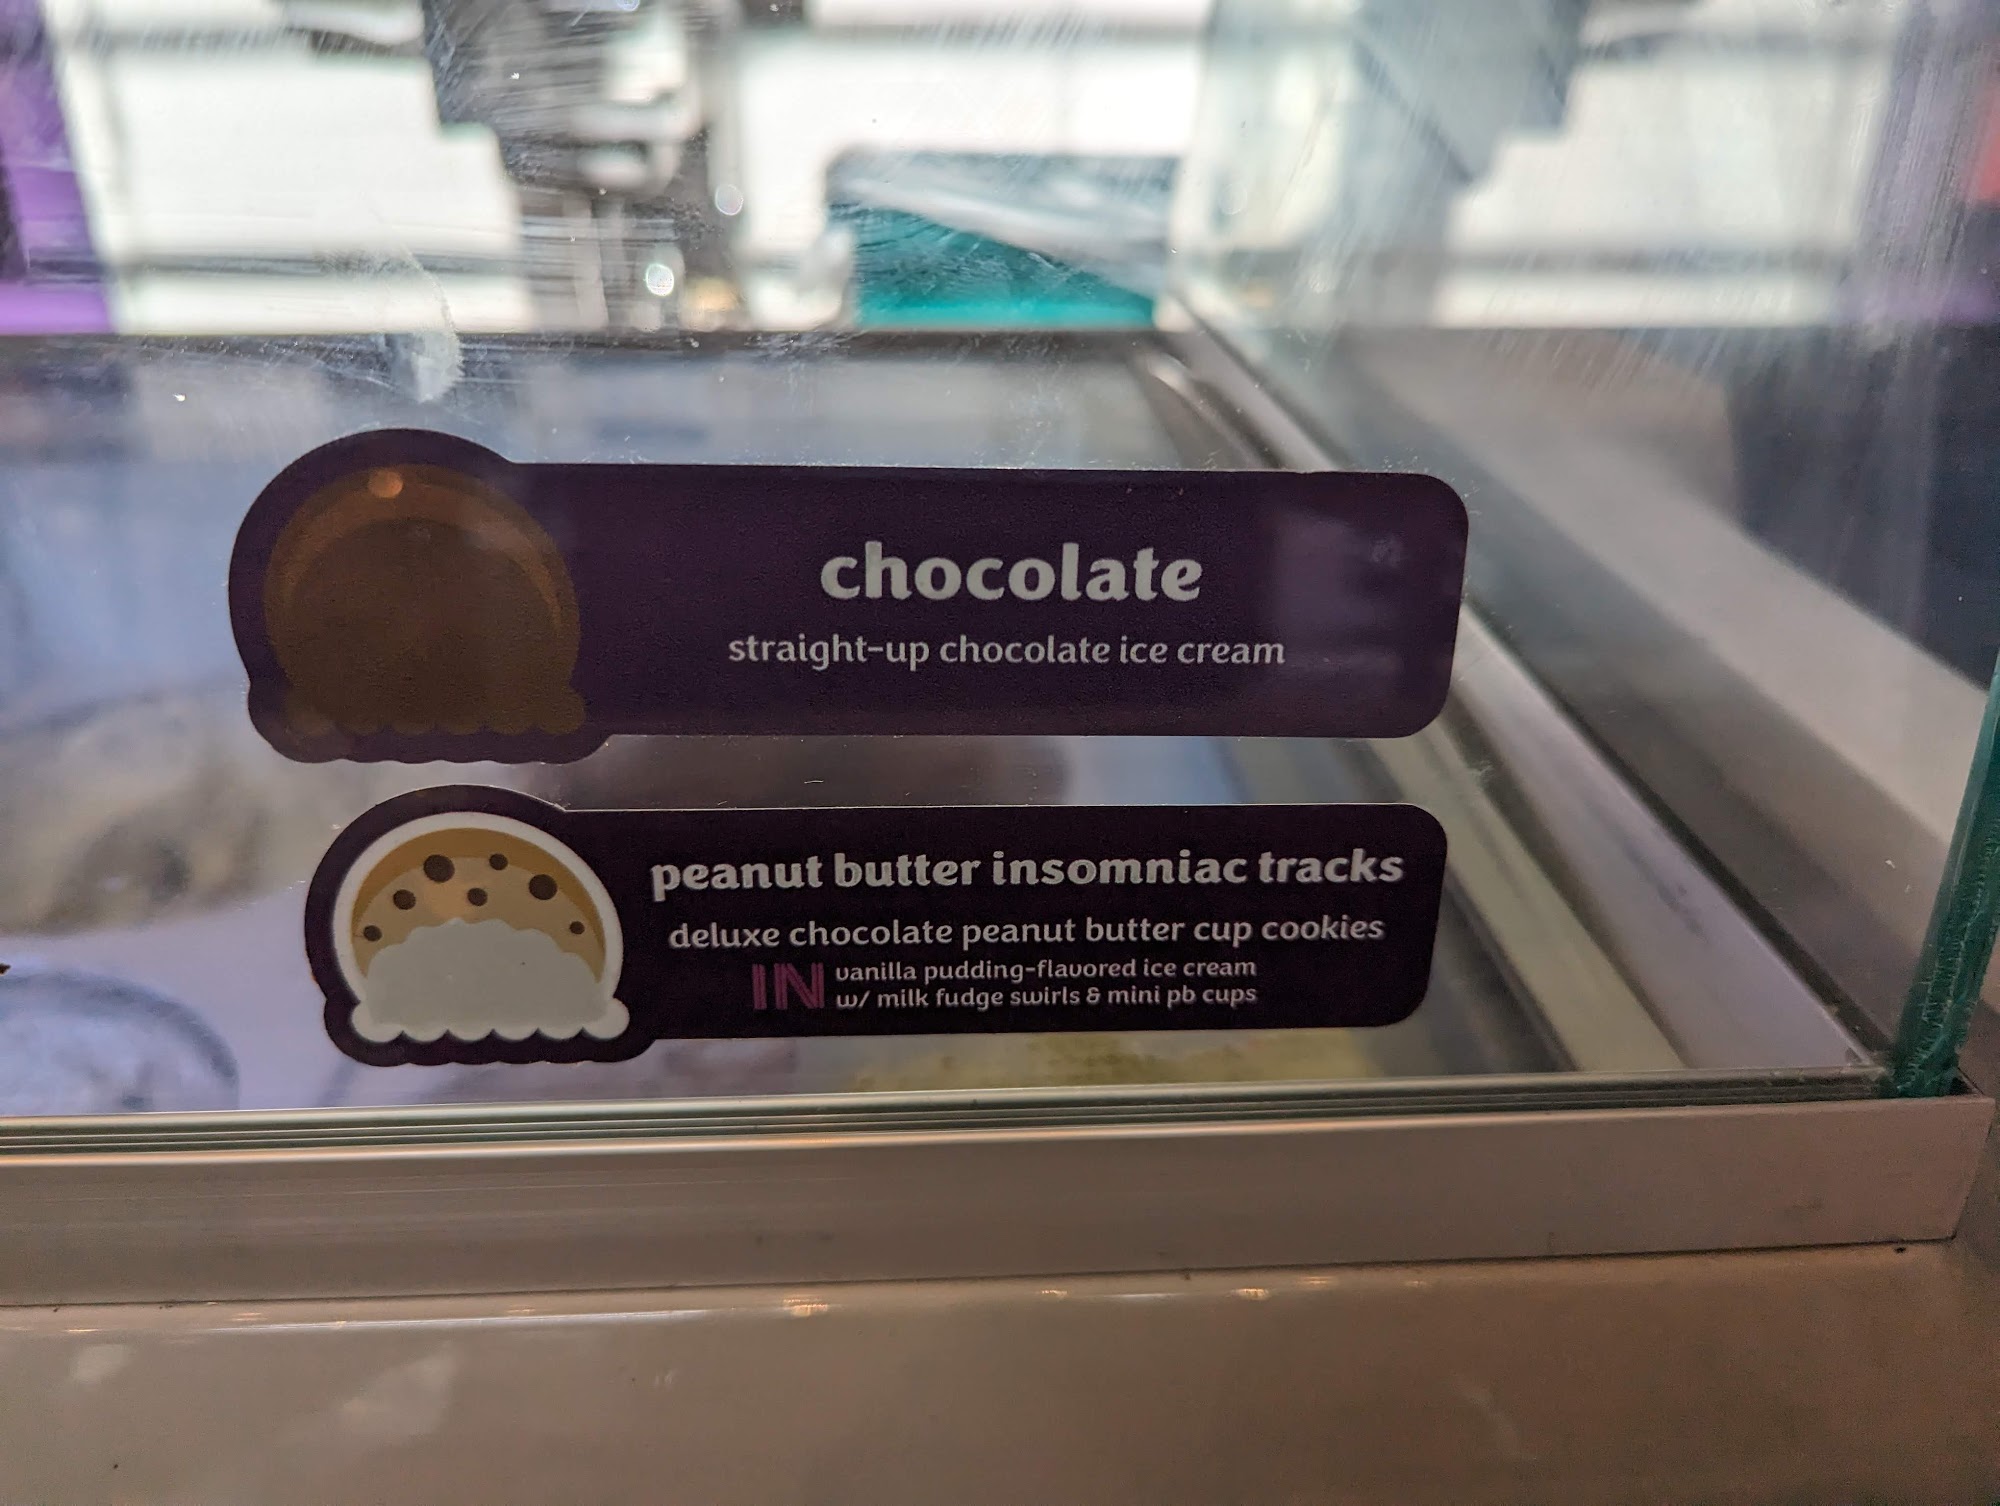 chocolate
straight-up chocolate ice cream
peanut butter insomniac tracks
deluxe chocolate peanut butter cup cookies
IN vanilla pudding-flavored ice cream
w/ milk fudge swirls & mini pb cups